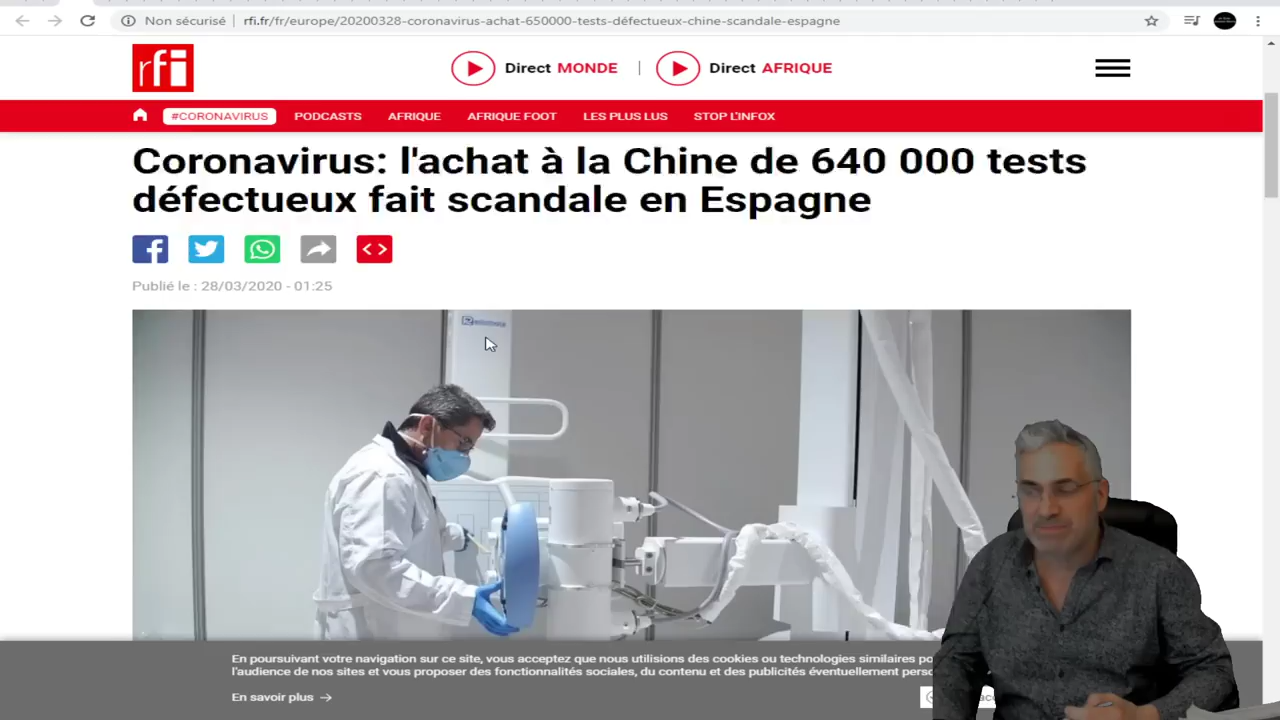 Non sécurisé | rfi.fr/fr/europe/20200328-coronavirus-achat-650000-tests-défectueux-chine-scandale-espagne
rfi
Direct MONDE | Direct AFRIQUE
#CORONAVIRUS PODCASTS AFRIQUE AFRIQUE FOOT LES PLUS LUS STOP L'INFOX
Coronavirus: l'achat à la Chine de 640 000 tests
défectueux fait scandale en Espagne
Publié le : 28/03/2020 - 01:25
En poursuivant votre navigation sur ce site, vous acceptez que nous utilisions des cookies ou technologies similaires
l'audience de nos sites et vous proposer des fonctionnalités sociales, du contenu et des publicités éventuellement
En savoir plus →